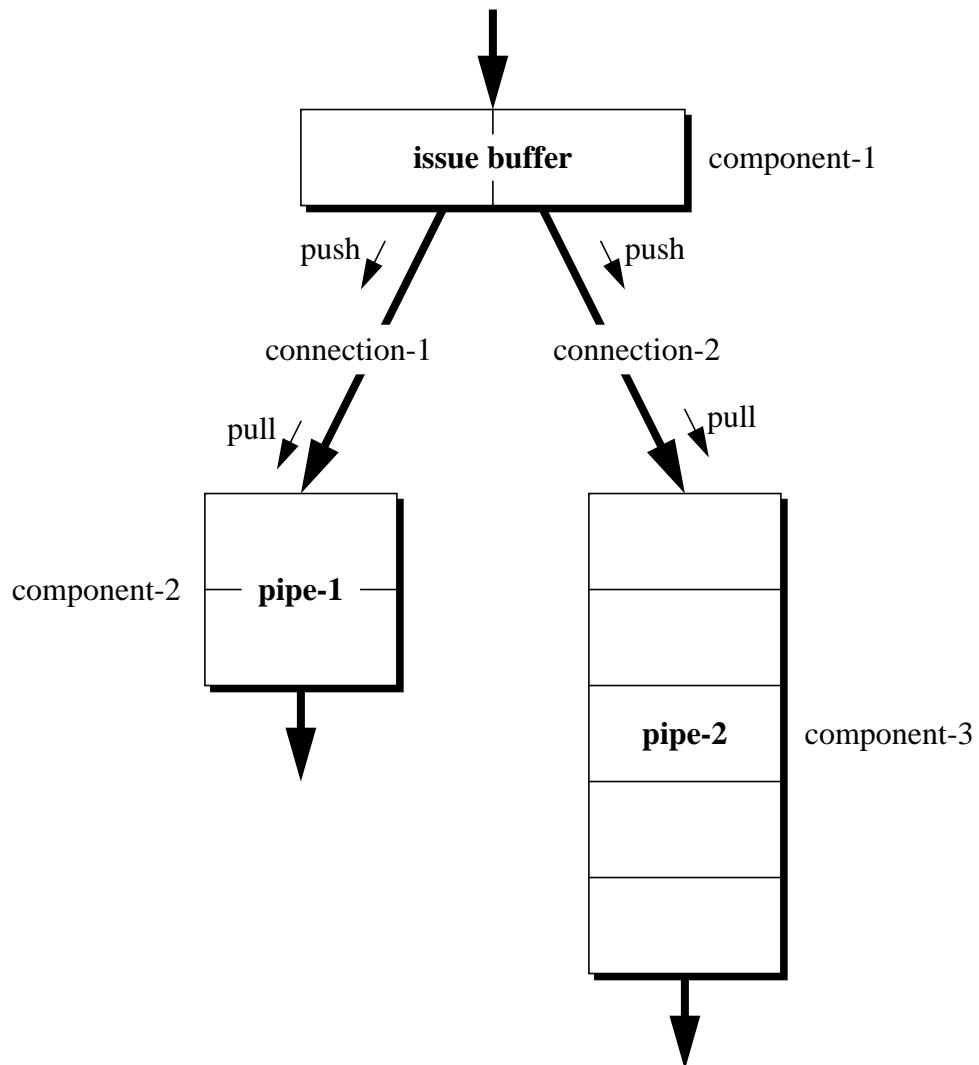 issue buffer
component-1
push
push
connection-1
connection-2
pull
pull
component-2
pipe-1
pipe-2
component-3